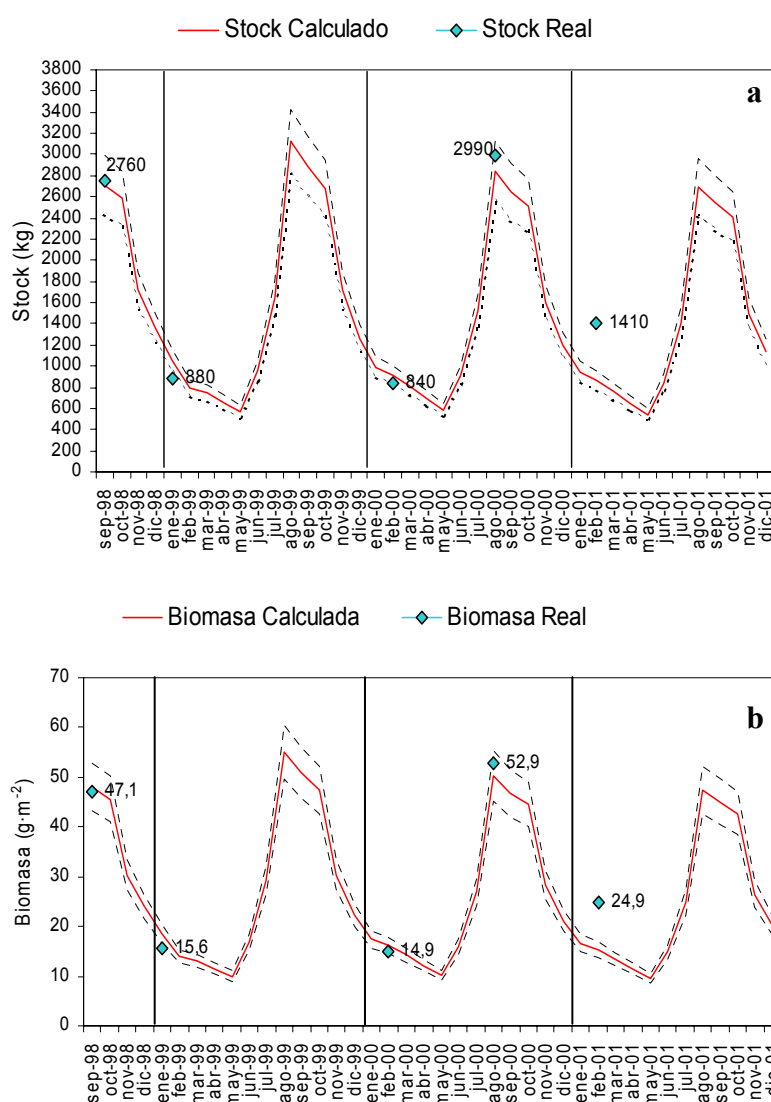 Stock Calculado Stock Real
a
3800
3600
3400
3200
3000
2800
2600
2400
2200
2000
1800
1600
1400
1200
1000
800
600
400
200
0
Stock (kg)
2760
880
840
2990
1410
sep-98
oct-98
nov-98
dic-98
ene-99
feb-99
mar-99
abr-99
may-99
jun-99
jul-99
ago-99
sep-99
oct-99
nov-99
dic-99
ene-00
feb-00
mar-00
abr-00
may-00
jun-00
jul-00
ago-00
sep-00
oct-00
nov-00
dic-00
ene-01
feb-01
mar-01
abr-01
may-01
jun-01
jul-01
ago-01
sep-01
oct-01
nov-01
dic-01
Biomasa Calculada Biomasa Real
b
70
60
50
40
30
20
10
0
Biomasa (g·m⁻²)
47,1
15,6
14,9
52,9
24,9
sep-98
oct-98
nov-98
dic-98
ene-99
feb-99
mar-99
abr-99
may-99
jun-99
jul-99
ago-99
sep-99
oct-99
nov-99
dic-99
ene-00
feb-00
mar-00
abr-00
may-00
jun-00
jul-00
ago-00
sep-00
oct-00
nov-00
dic-00
ene-01
feb-01
mar-01
abr-01
may-01
jun-01
jul-01
ago-01
sep-01
oct-01
nov-01
dic-01